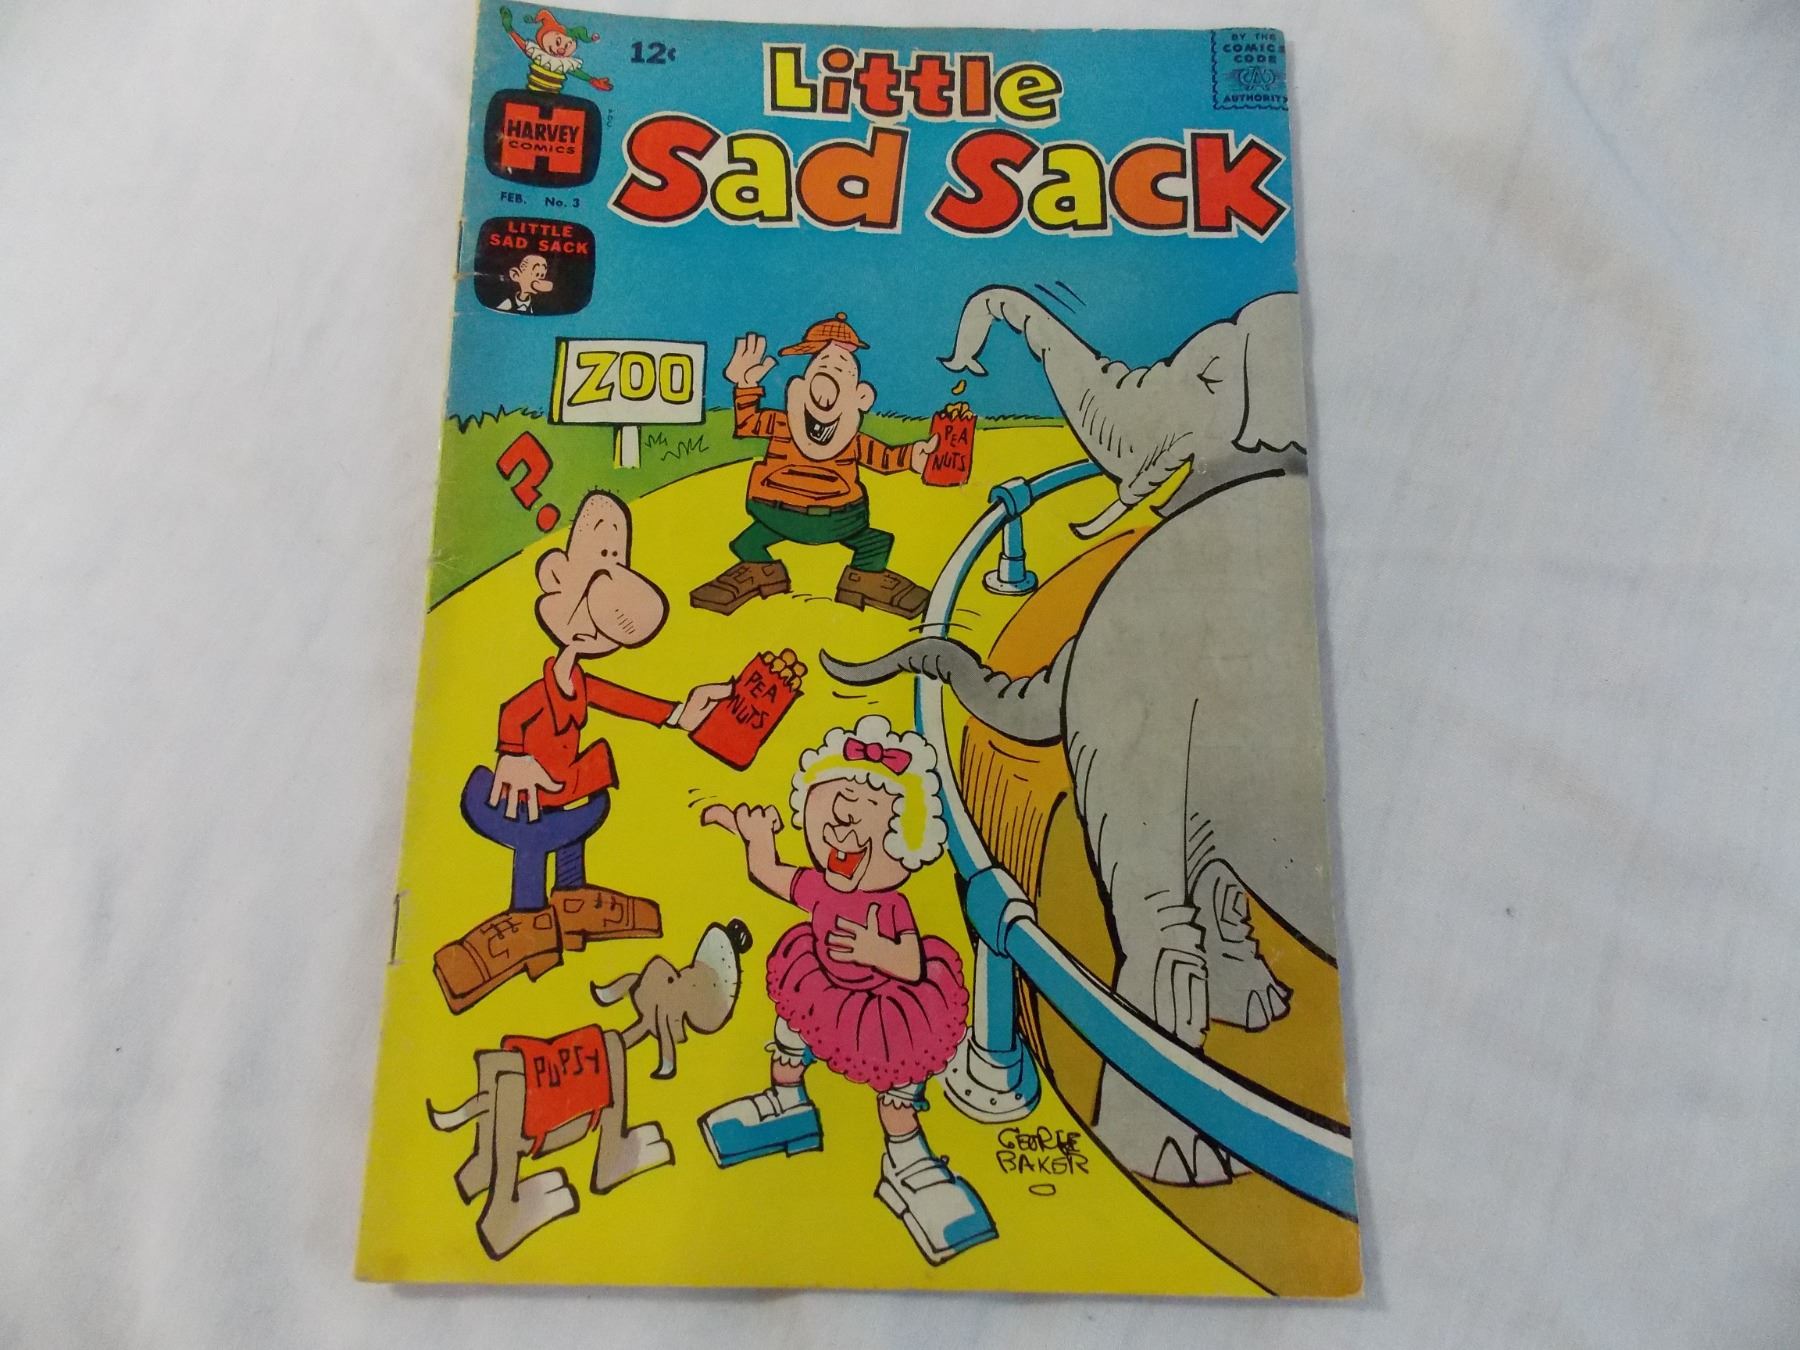 12¢
Little
Sad Sack
BY THE
COMICS
CODE
CA
AUTHORITY
HARVEY
COMICS
FEB. No. 3
LITTLE
SAD SACK
ZOO
?
PEA
NUTS
PEA
NUTS
PUPSY
GEORGE
BAKER